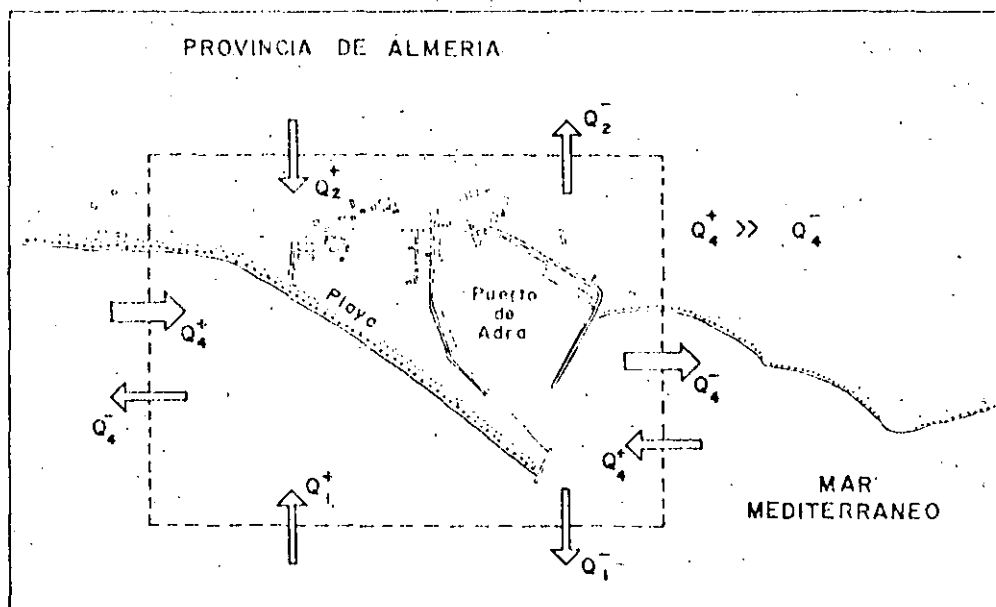 PROVINCIA DE ALMERIA
Q₂⁻
Q₂⁺
Q₄⁺ >> Q₄⁻
Playa
Puerto
de
Adra
Q₄⁺
Q₄⁻
Q₄⁻
Q₄⁺
Q₁⁺
MAR
MEDITERRANEO
Q₁⁻